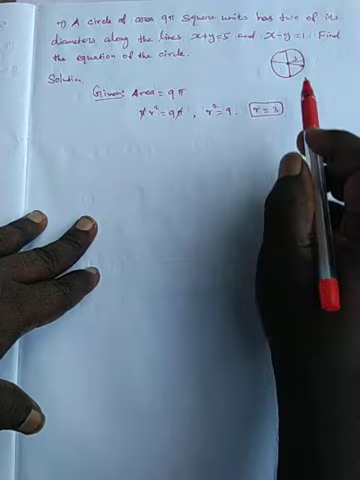 7) A circle of area 9π square units has two of its
diameters along the lines x+y=5 and x-y=1. Find
the equation of the circle.
Solution
Given: Area = 9π
πr²=9π, r²=9. r=3
3